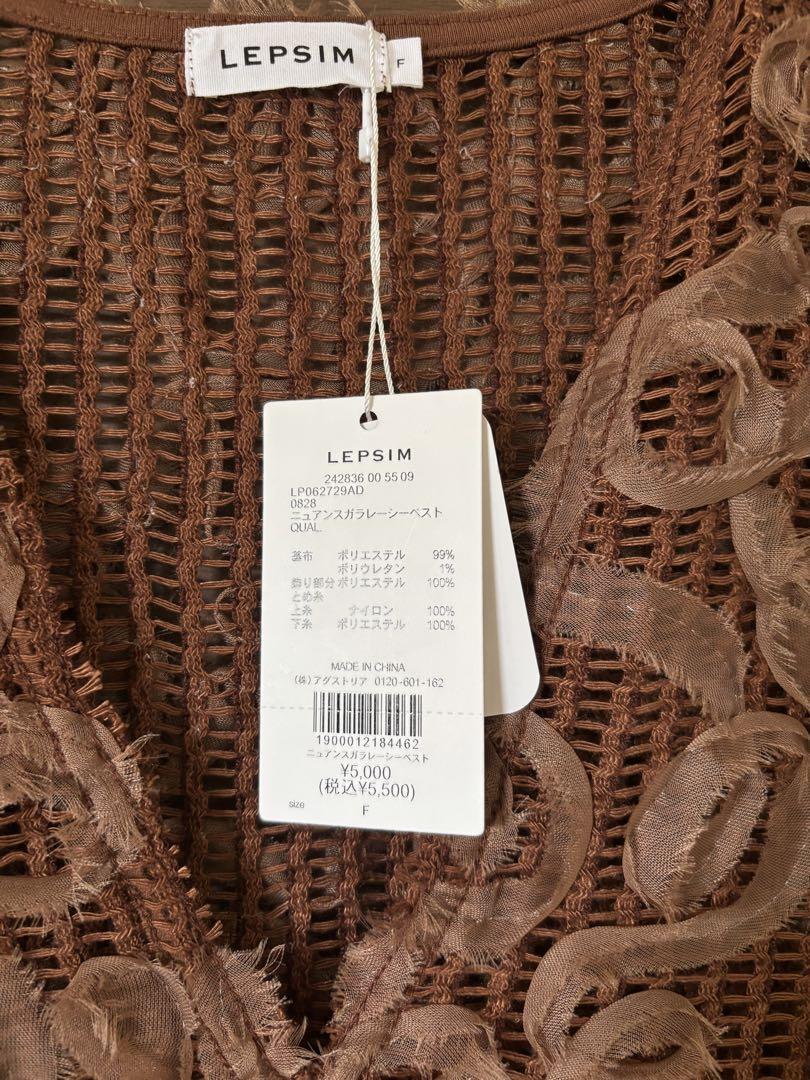 LEPSIM
F
LEPSIM
242836 00 55 09
LP062729AD
0828
ニュアンスガラレーシーベスト
QUAL.
基布 ポリエステル 99%
ポリウレタン 1%
飾り部分 ポリエステル 100%
とめ糸
上糸 ナイロン 100%
下糸 ポリエステル 100%
MADE IN CHINA
(株)アダストリア 0120-601-162
1900012184462
ニュアンスガラレーシーベスト
¥5,000
(税込¥5,500)
size F